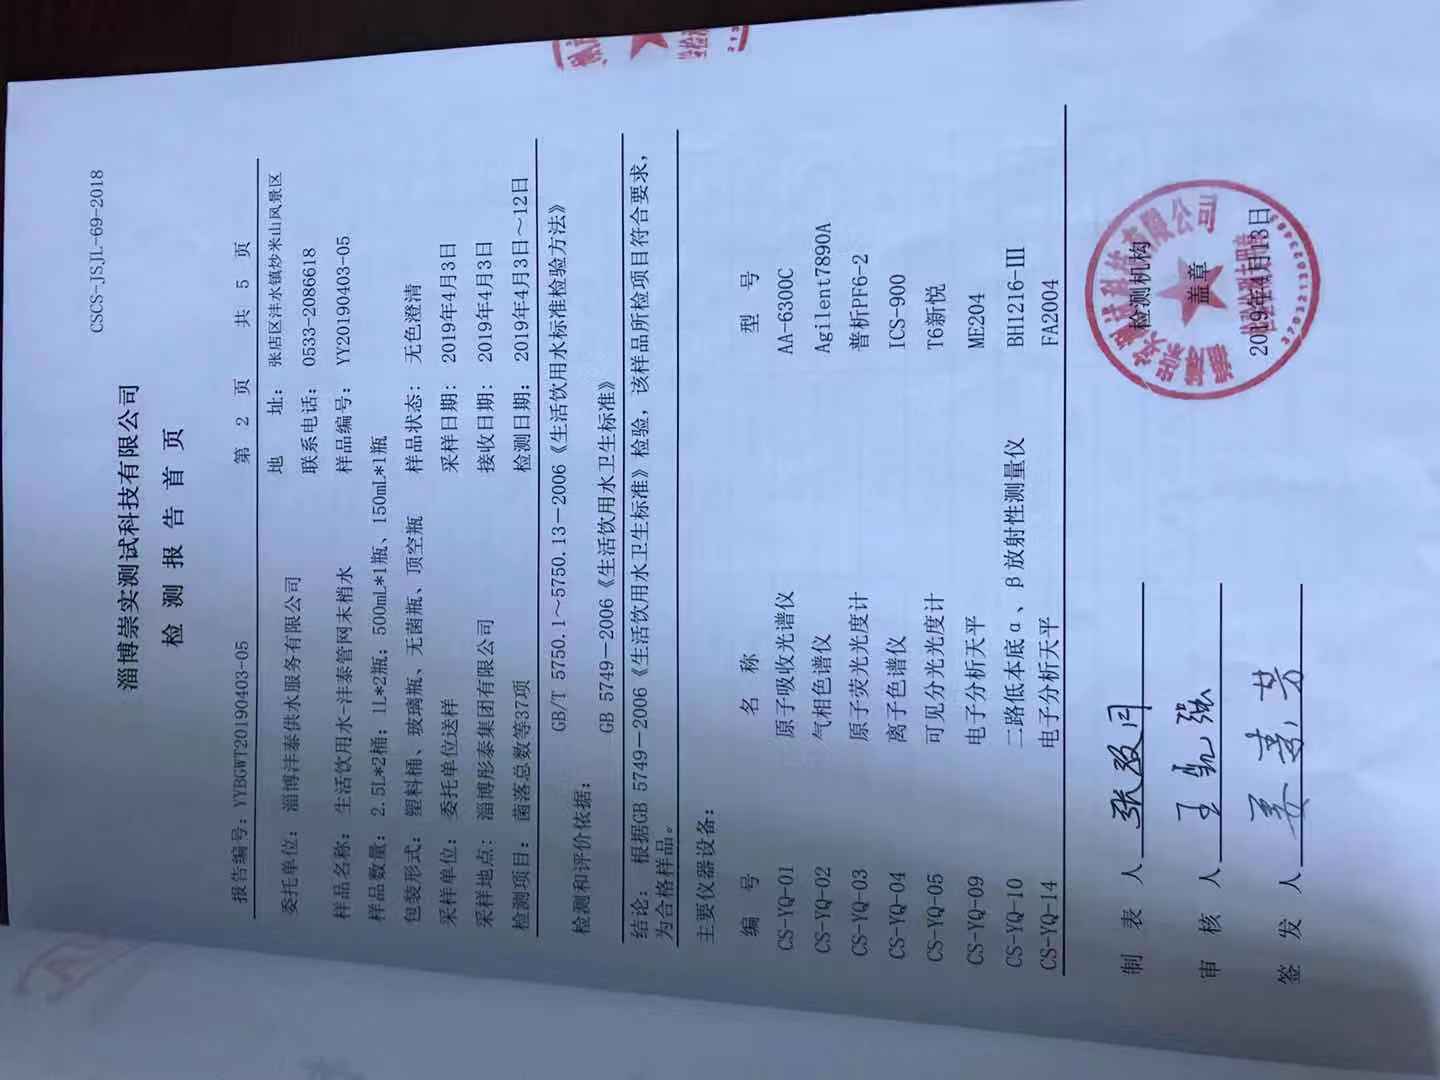 CSCS-JSJL-69-2018
淄博崇实测试科技有限公司
检 测 报 告 首 页
报告编号：YYBGWT20190403-05 第 2 页 共 5 页
委托单位：淄博沣泰供水服务有限公司 地 址：张店区沣水镇炒米山风景区
联系电话：0533-2086618
样品名称：生活饮用水-沣泰管网末梢水 样品编号：YY20190403-05
样品数量：2.5L*2桶；1L*2瓶；500mL*1瓶、150mL*1瓶
包装形式：塑料桶、玻璃瓶、无菌瓶、顶空瓶 样品状态：无色澄清
采样单位：委托单位送样 采样日期：2019年4月3日
采样地点：淄博彤泰集团有限公司 接收日期：2019年4月3日
检测项目：菌落总数等37项 检测日期：2019年4月3日～12日
GB/T 5750.1～5750.13-2006《生活饮用水标准检验方法》
检测和评价依据：
GB 5749-2006《生活饮用水卫生标准》
结论：根据GB 5749-2006《生活饮用水卫生标准》检验，该样品所检项目符合要求，
为合格样品。
主要仪器设备：
编 号 名 称 型 号
CS-YQ-01 原子吸收光谱仪 AA-6300C
CS-YQ-02 气相色谱仪 Agilent7890A
CS-YQ-03 原子荧光光度计 普析PF6-2
CS-YQ-04 离子色谱仪 ICS-900
CS-YQ-05 可见分光光度计 T6新悦
CS-YQ-09 电子分析天平 ME204
CS-YQ-10 二路低本底α、β放射性测量仪 BH1216-III
CS-YQ-14 电子分析天平 FA2004
制 表 人 检测机构
审 核 人 盖章
签 发 人 2019年4月13日